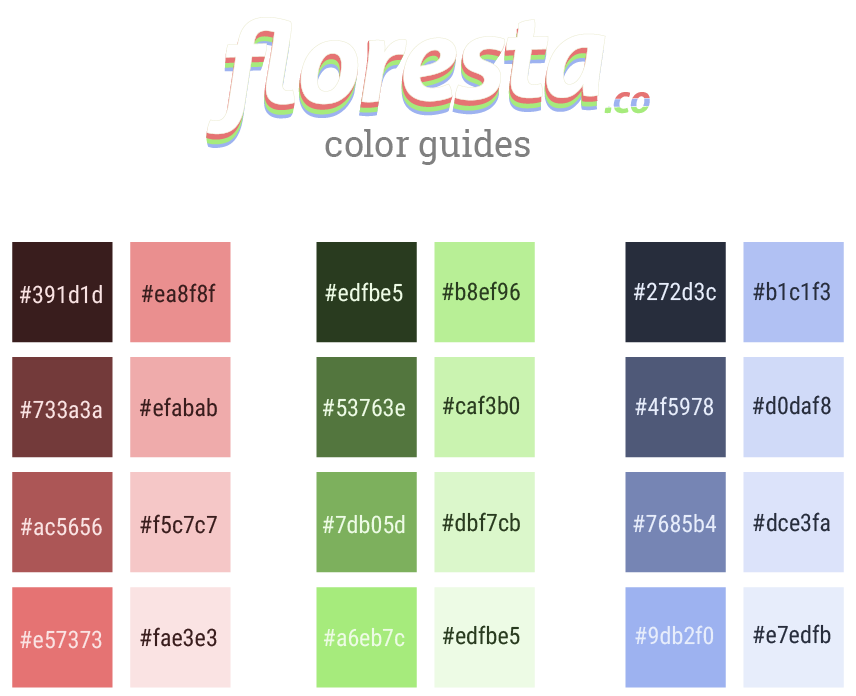 floresta.co
color guides
#391d1d #ea8f8f #edfbe5 #b8ef96 #272d3c #b1c1f3
#733a3a #efabab #53763e #caf3b0 #4f5978 #d0daf8
#ac5656 #f5c7c7 #7db05d #dbf7cb #7685b4 #dce3fa
#e57373 #fae3e3 #a6eb7c #edfbe5 #9db2f0 #e7edfb